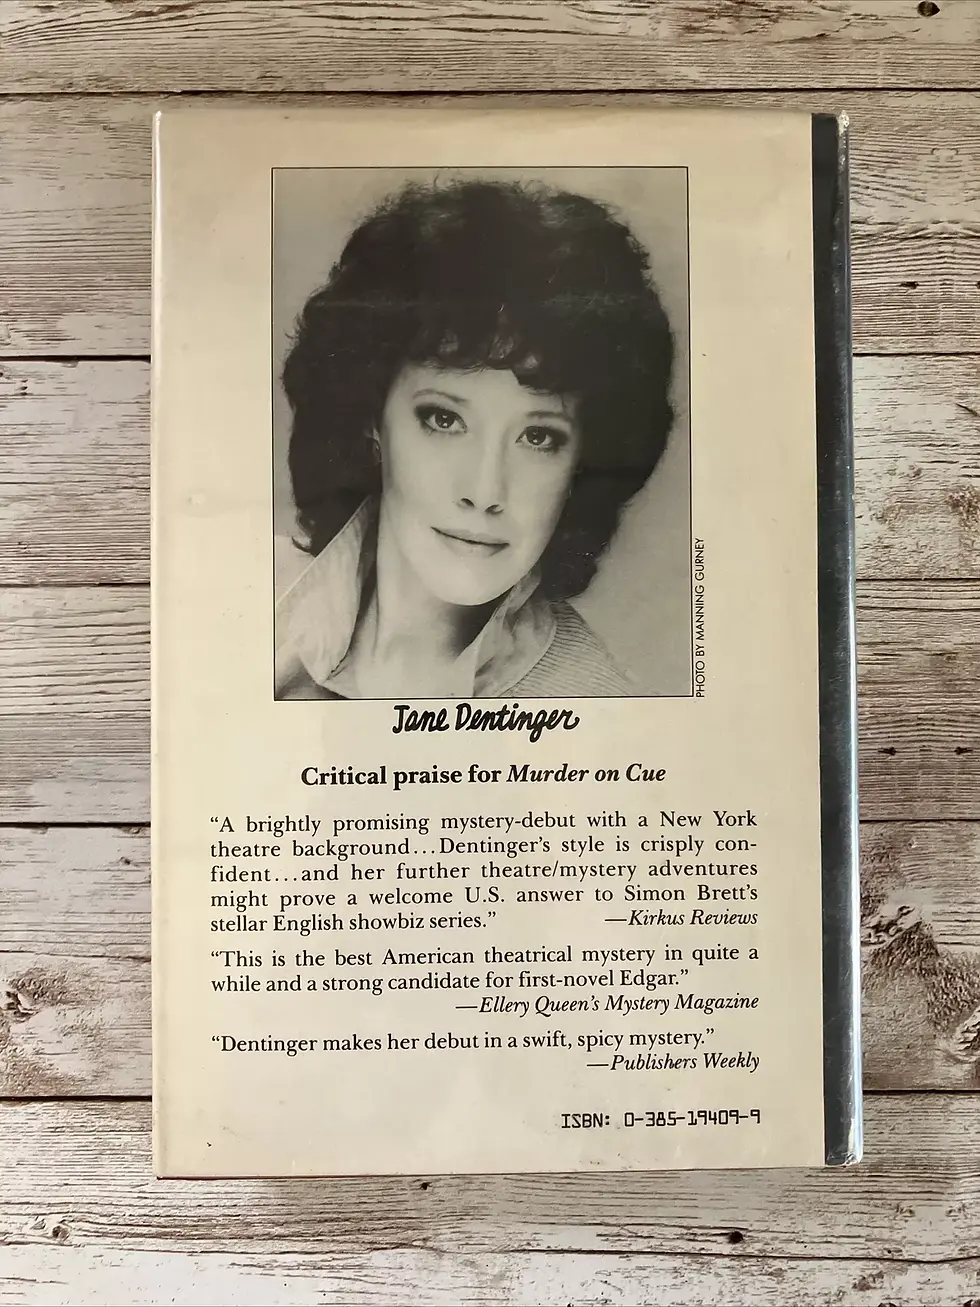 PHOTO BY MANNING GURNEY
Jane Dentinger
Critical praise for Murder on Cue
“A brightly promising mystery-debut with a New York
theatre background...Dentinger’s style is crisply con-
fident...and her further theatre/mystery adventures
might prove a welcome U.S. answer to Simon Brett’s
stellar English showbiz series.” —Kirkus Reviews
“This is the best American theatrical mystery in quite a
while and a strong candidate for first-novel Edgar.”
—Ellery Queen’s Mystery Magazine
“Dentinger makes her debut in a swift, spicy mystery.”
—Publishers Weekly
ISBN: 0-385-19409-9